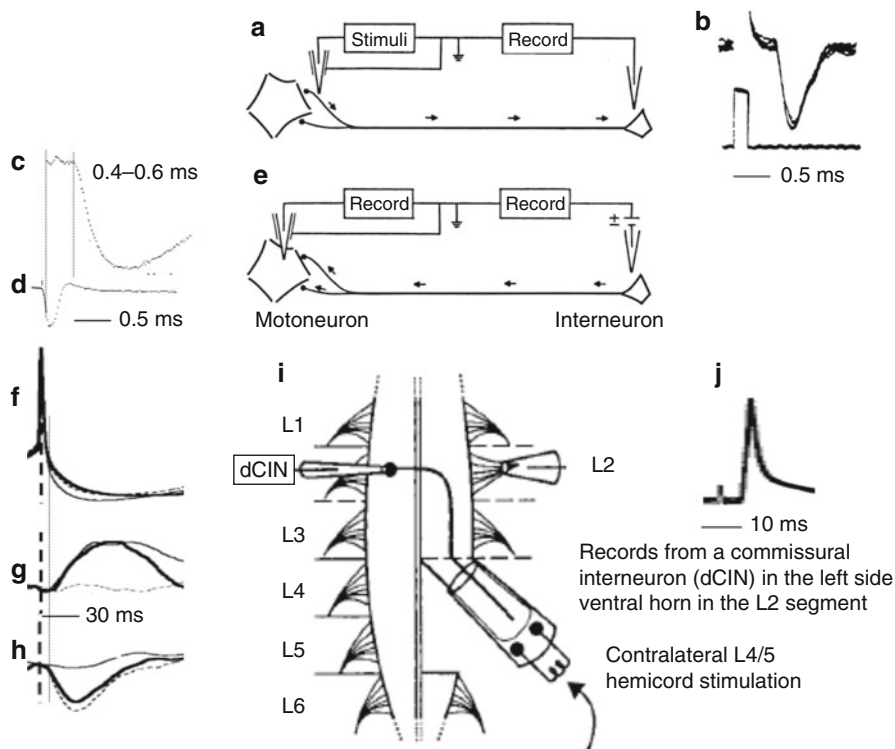 a
Stimuli
Record
b
0.5 ms
c
0.4–0.6 ms
d
0.5 ms
e
Record
Record
±
Motoneuron
Interneuron
f
g
30 ms
h
i
L1
dCIN
L2
L3
L4
L5
L6
j
10 ms
Records from a commissural
interneuron (dCIN) in the left side
ventral horn in the L2 segment
Contralateral L4/5
hemicord stimulation